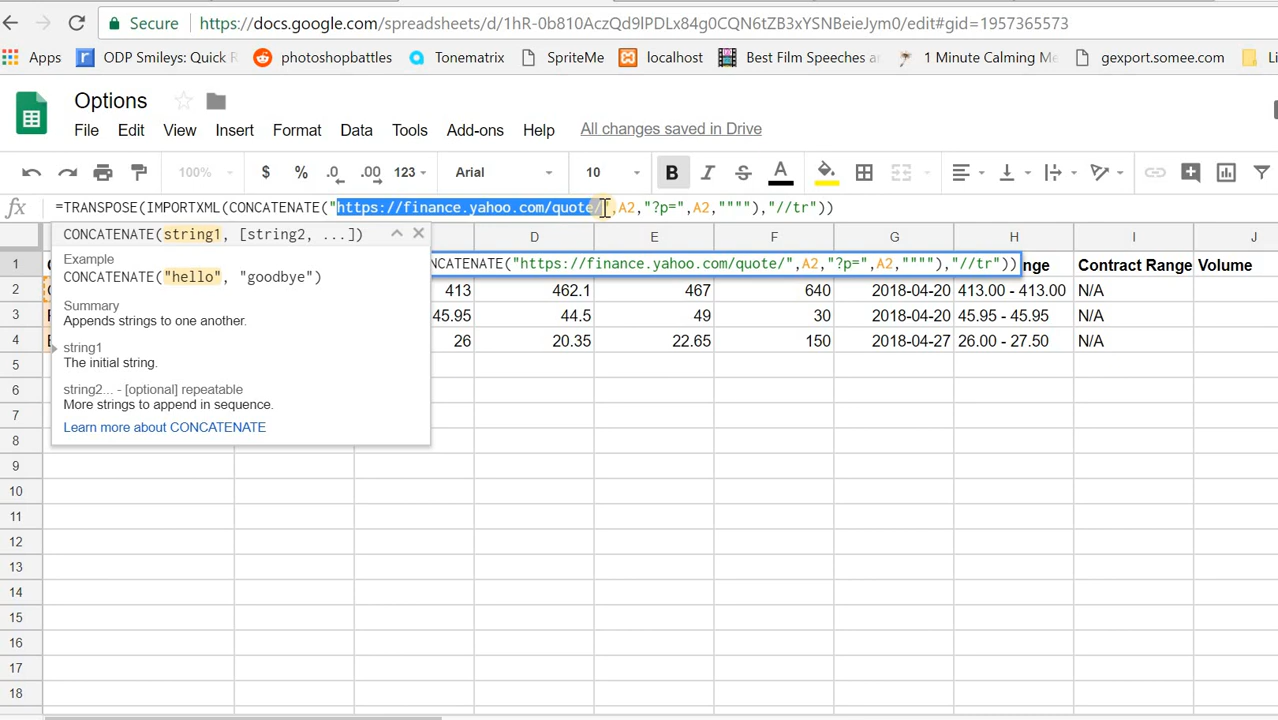 Secure https://docs.google.com/spreadsheets/d/1hR-0b810AczQd9lPDLx84g0CQN6tZB3xYSNBeieJym0/edit#gid=1957365573
Apps ODP Smileys: Quick photoshopbattles Tonematrix SpriteMe localhost Best Film Speeches an 1 Minute Calming Me gexport.somee.com
Options
File Edit View Insert Format Data Tools Add-ons Help All changes saved in Drive
100% $ % .0 .00 123 Arial 10 B I S A
fx =TRANSPOSE(IMPORTXML(CONCATENATE("https://finance.yahoo.com/quote/",A2,"?p=",A2,""""),"//tr"))
CONCATENATE(string1, [string2, ...])
Example
CONCATENATE("hello", "goodbye")
Summary
Appends strings to one another.
string1
The initial string.
string2... - [optional] repeatable
More strings to append in sequence.
Learn more about CONCATENATE
D E F G H I J
1 NCATENATE("https://finance.yahoo.com/quote/",A2,"?p=",A2,""""),"//tr")) nge Contract Range Volume
2 413 462.1 467 640 2018-04-20 413.00 - 413.00 N/A
3 45.95 44.5 49 30 2018-04-20 45.95 - 45.95 N/A
4 26 20.35 22.65 150 2018-04-27 26.00 - 27.50 N/A
5
6
7
8
9
10
11
12
13
14
15
16
17
18